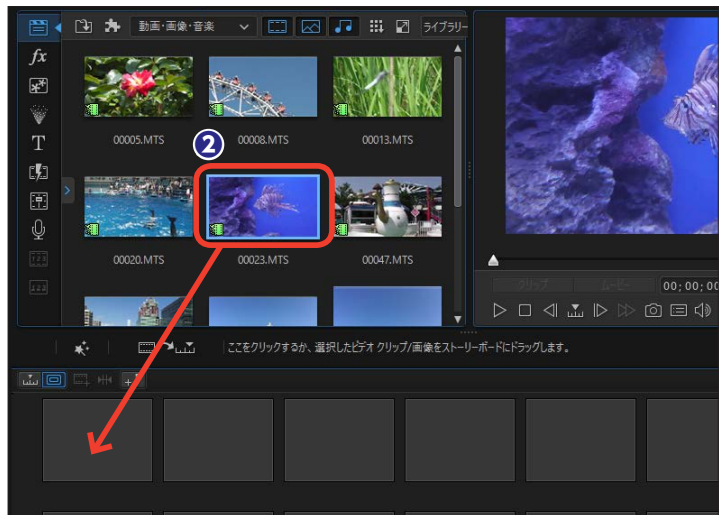 動画・画像・音楽
ライブラリー
fx
T
00005.MTS
00008.MTS
00013.MTS
2
00020.MTS
00023.MTS
00047.MTS
クリップ
ムービー
00;00;00
ここをクリックするか、選択したビデオ クリップ/画像をストーリーボードにドラッグします。